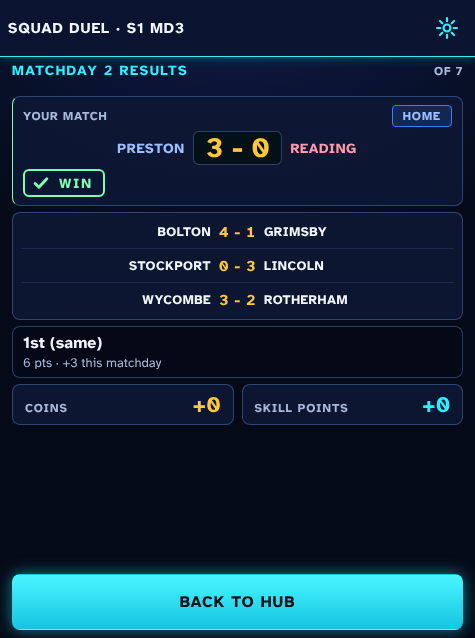 SQUAD DUEL · S1 MD3
MATCHDAY 2 RESULTS OF 7
YOUR MATCH HOME
PRESTON 3 - 0 READING
WIN
BOLTON 4 - 1 GRIMSBY
STOCKPORT 0 - 3 LINCOLN
WYCOMBE 3 - 2 ROTHERHAM
1st (same)
6 pts · +3 this matchday
COINS +0 SKILL POINTS +0
BACK TO HUB